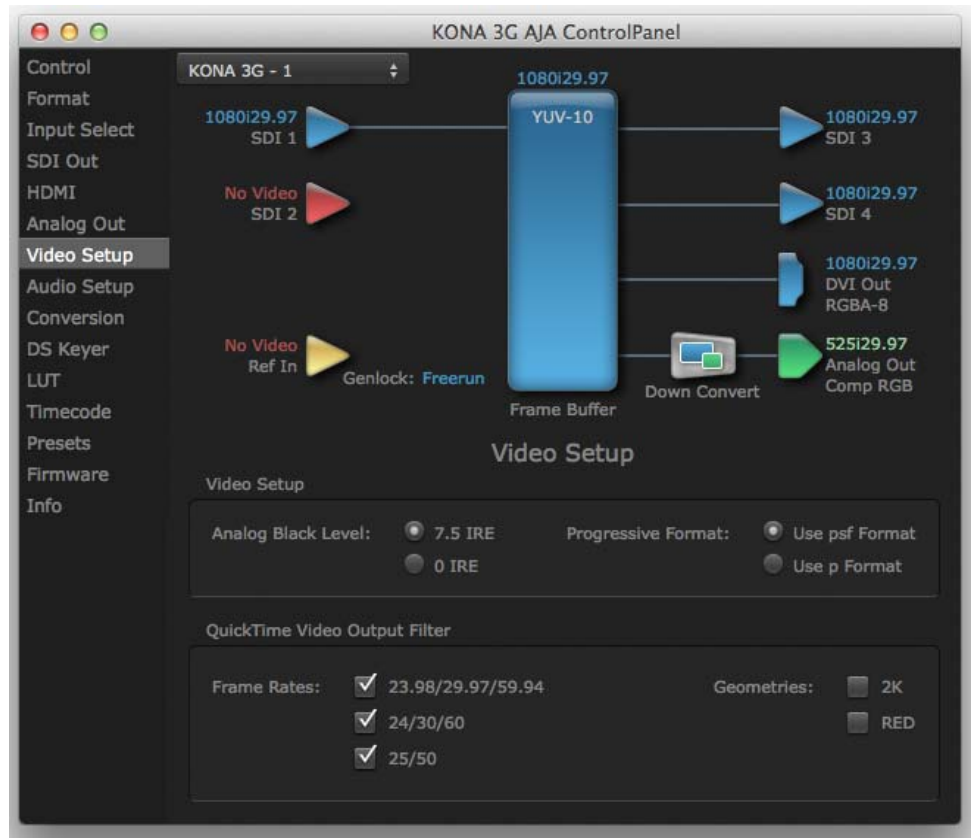 KONA 3G AJA ControlPanel
Control
Format
Input Select
SDI Out
HDMI
Analog Out
Video Setup
Audio Setup
Conversion
DS Keyer
LUT
Timecode
Presets
Firmware
Info
KONA 3G - 1
1080i29.97
YUV-10
Frame Buffer
1080i29.97
SDI 1
No Video
SDI 2
No Video
Ref In
Genlock: Freerun
1080i29.97
SDI 3
1080i29.97
SDI 4
1080i29.97
DVI Out
RGBA-8
Down Convert
525i29.97
Analog Out
Comp RGB
Video Setup
Video Setup
Analog Black Level: 7.5 IRE Progressive Format: Use psf Format
0 IRE Use p Format
QuickTime Video Output Filter
Frame Rates: 23.98/29.97/59.94 Geometries: 2K
24/30/60 RED
25/50